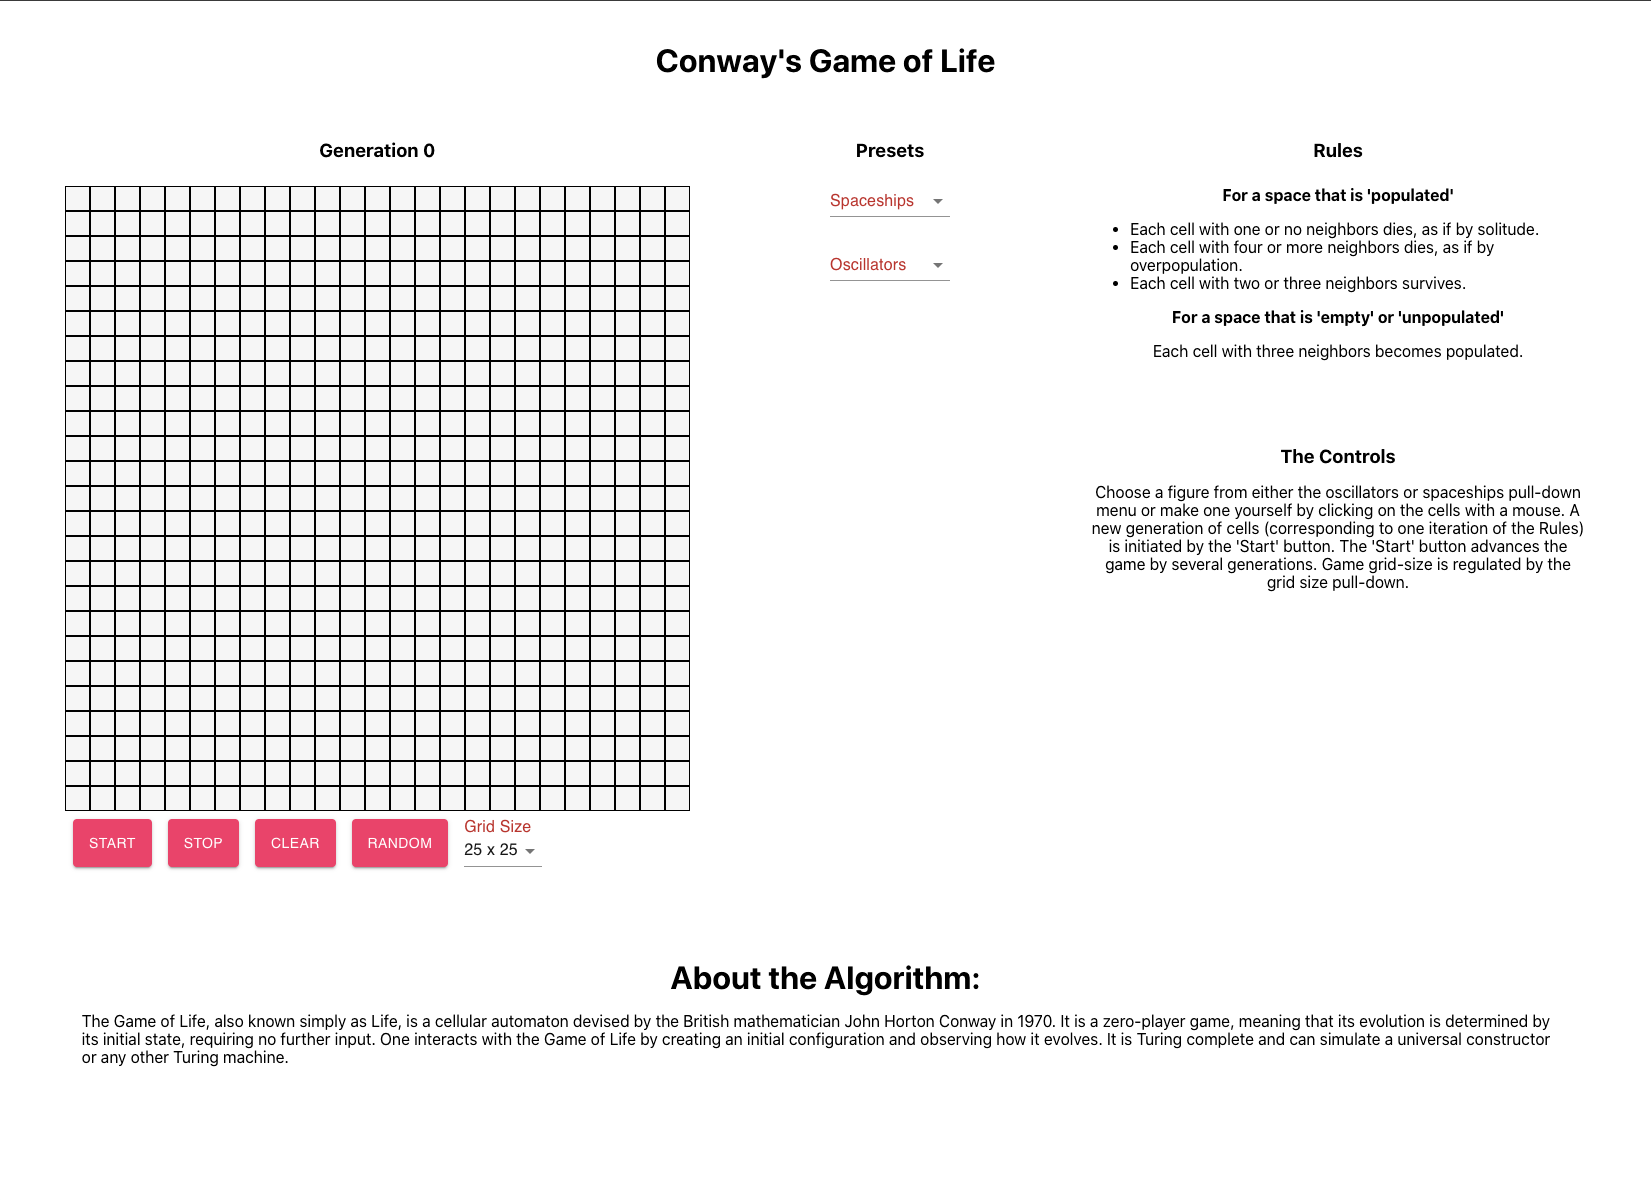 Conway's Game of Life
Generation 0
START
STOP
CLEAR
RANDOM
Grid Size
25 x 25
Presets
Spaceships
Oscillators
Rules
For a space that is 'populated'
• Each cell with one or no neighbors dies, as if by solitude.
• Each cell with four or more neighbors dies, as if by
overpopulation.
• Each cell with two or three neighbors survives.
For a space that is 'empty' or 'unpopulated'
Each cell with three neighbors becomes populated.
The Controls
Choose a figure from either the oscillators or spaceships pull-down
menu or make one yourself by clicking on the cells with a mouse. A
new generation of cells (corresponding to one iteration of the Rules)
is initiated by the 'Start' button. The 'Start' button advances the
game by several generations. Game grid-size is regulated by the
grid size pull-down.
About the Algorithm:
The Game of Life, also known simply as Life, is a cellular automaton devised by the British mathematician John Horton Conway in 1970. It is a zero-player game, meaning that its evolution is determined by
its initial state, requiring no further input. One interacts with the Game of Life by creating an initial configuration and observing how it evolves. It is Turing complete and can simulate a universal constructor
or any other Turing machine.